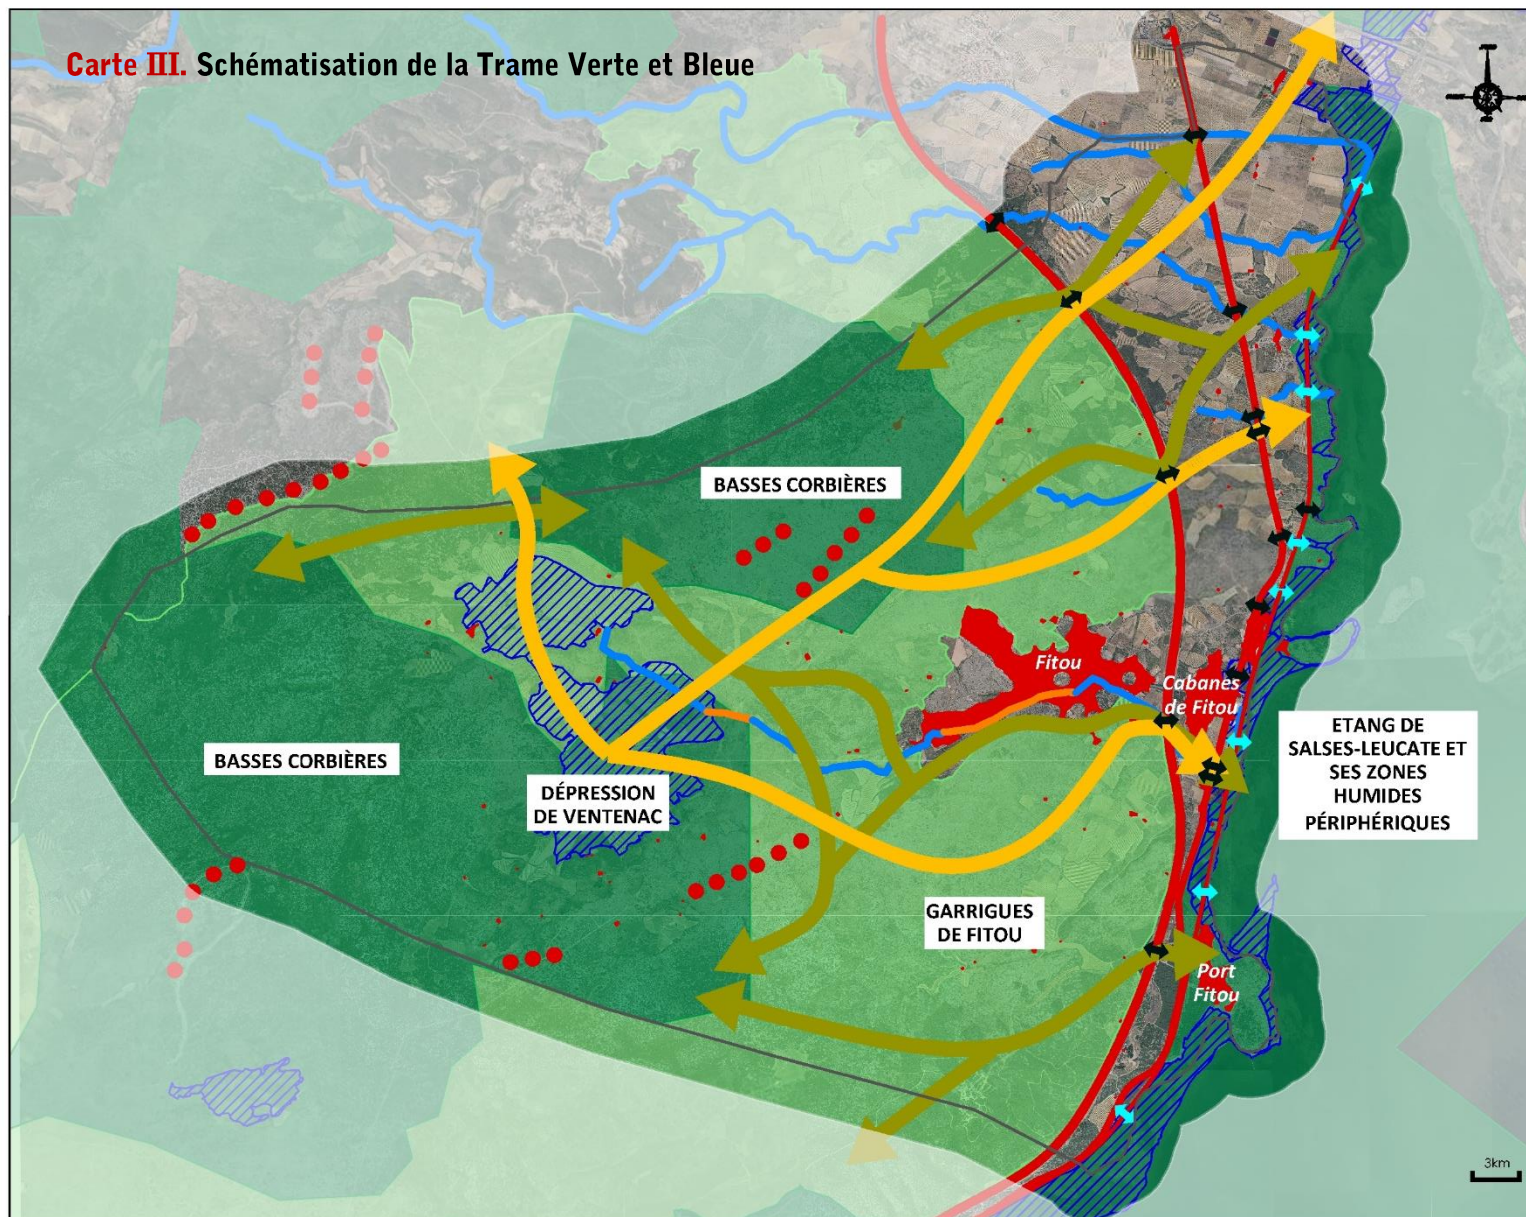 Carte III. Schématisation de la Trame Verte et Bleue
BASSES CORBIÈRES
Fitou
Cabanes
de Fitou
BASSES CORBIÈRES
DÉPRESSION
DE VENTENAC
ETANG DE
SALSES-LEUCATE ET
SES ZONES
HUMIDES
PÉRIPHÉRIQUES
GARRIGUES
DE FITOU
Port
Fitou
3km